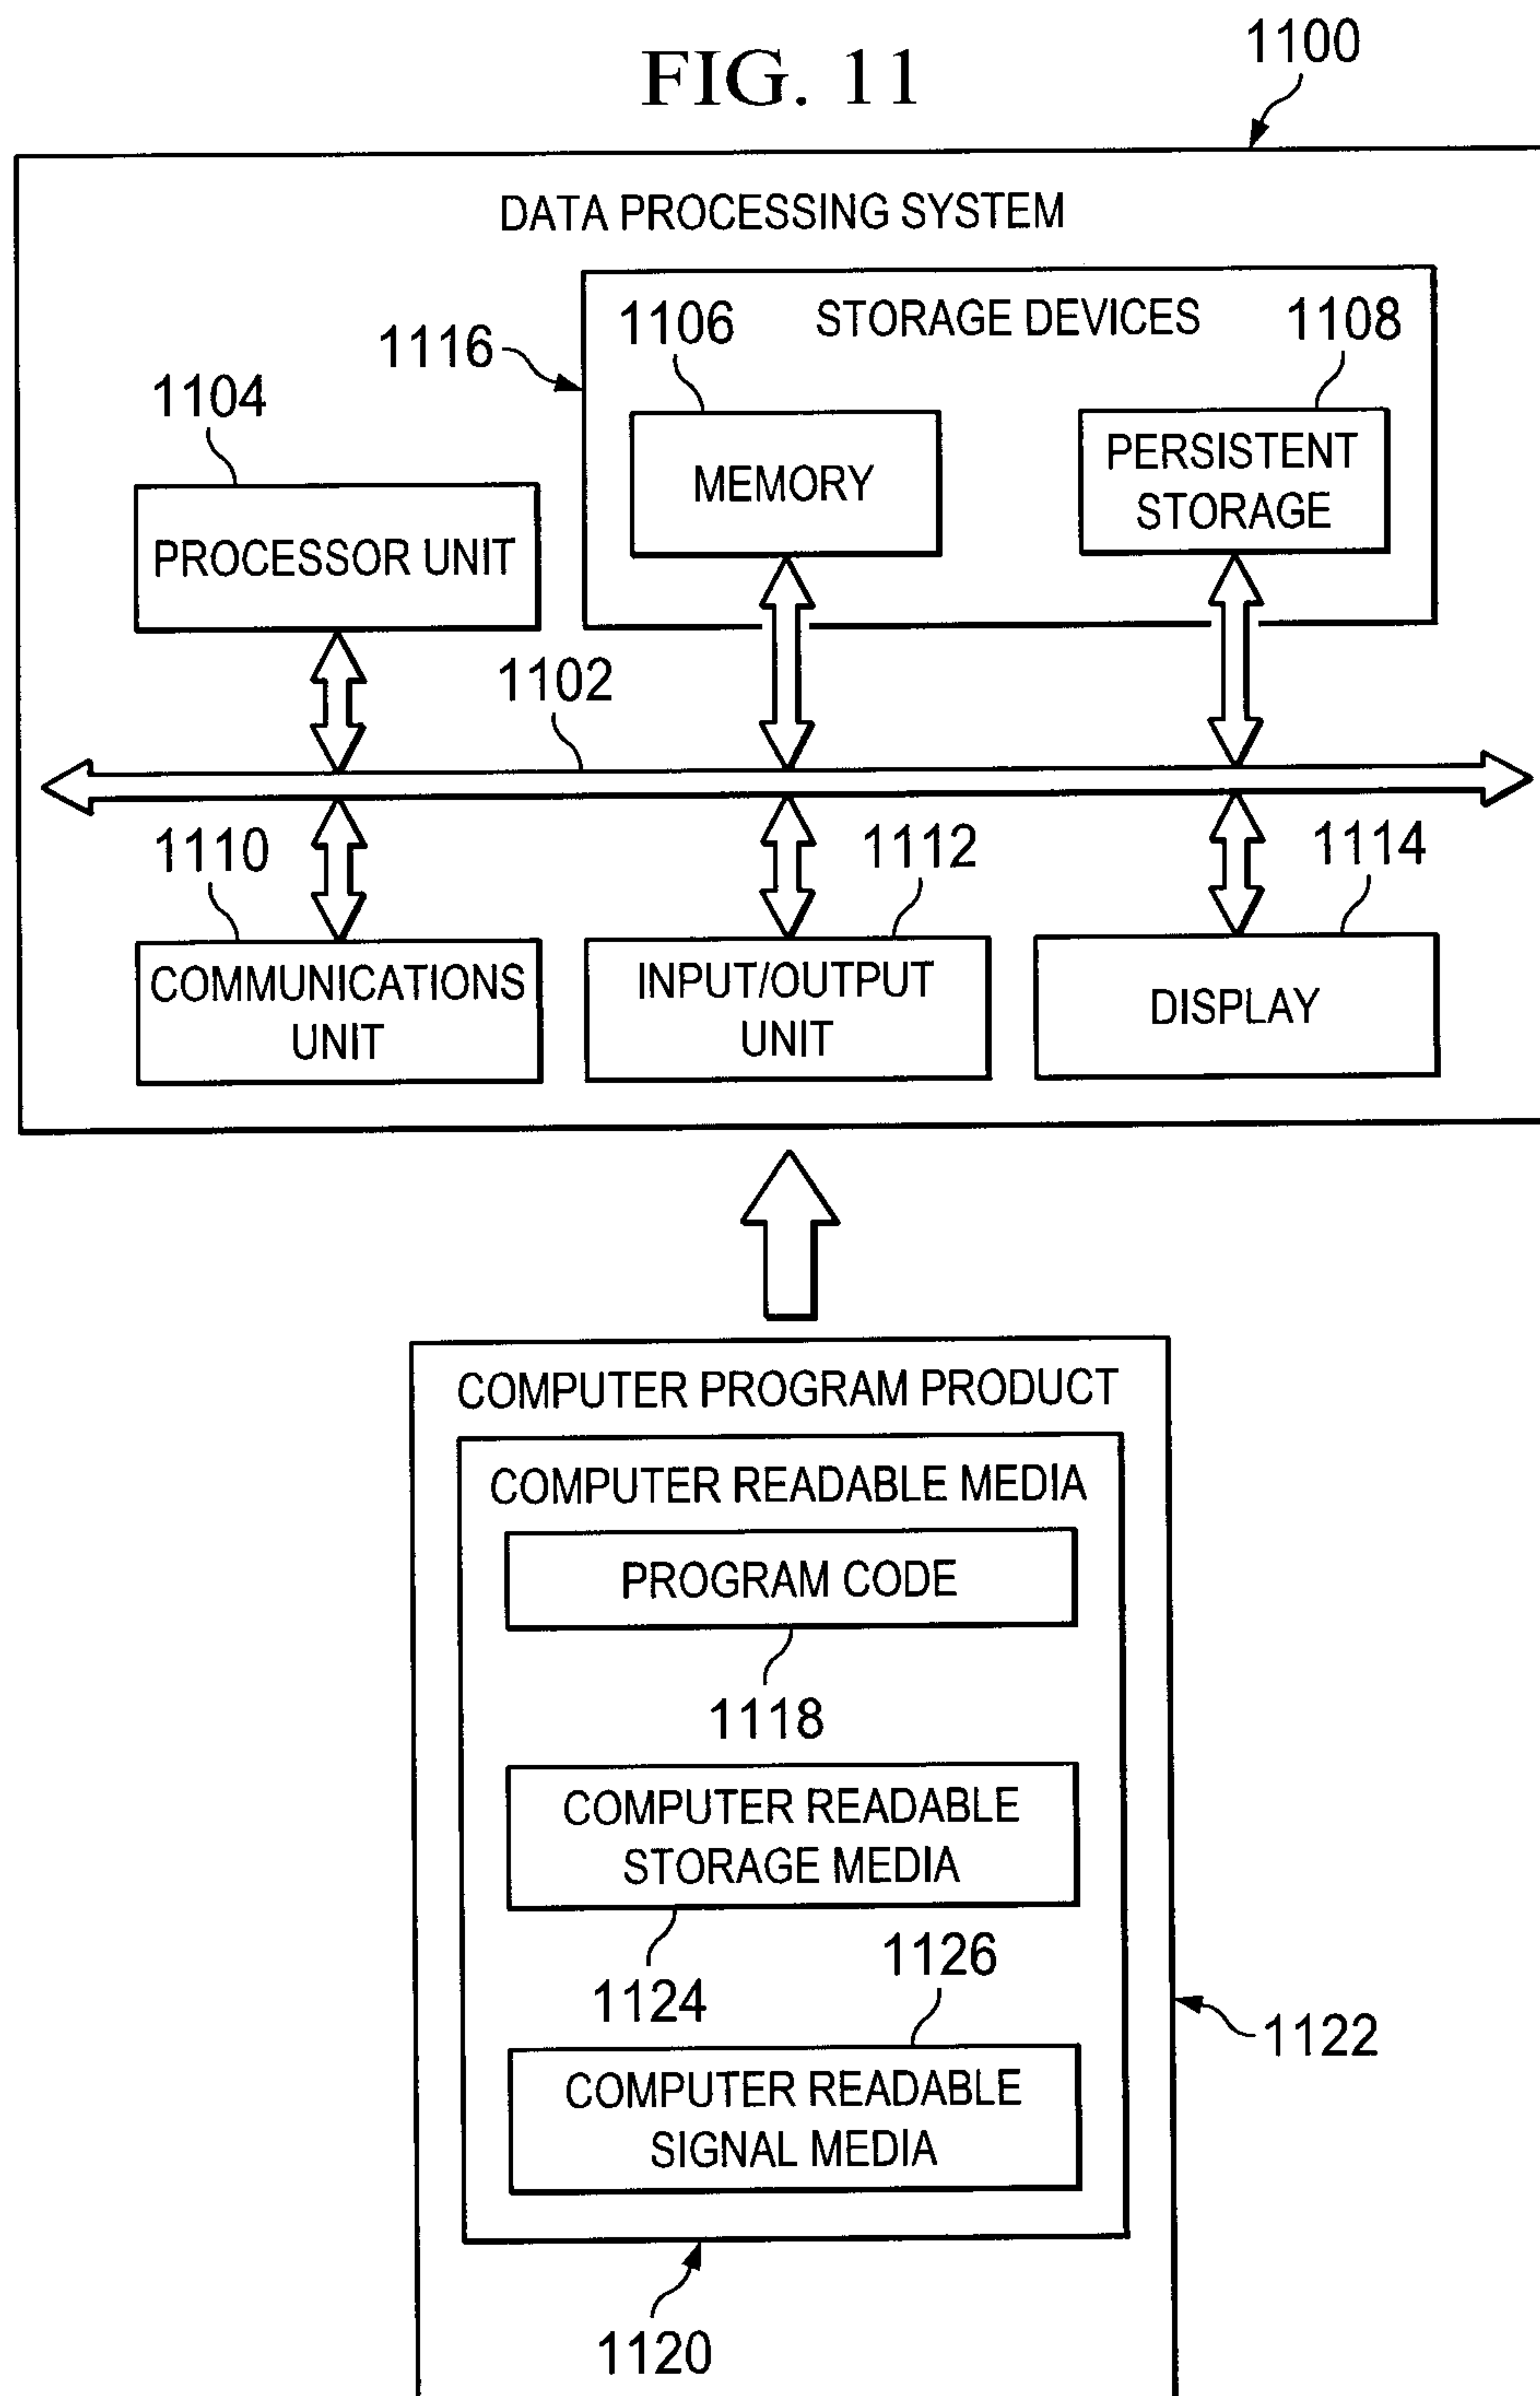 FIG. 11
1100
DATA PROCESSING SYSTEM
STORAGE DEVICES
1116
1106
1108
1104
MEMORY
PERSISTENT
STORAGE
PROCESSOR UNIT
1102
1110
1112
1114
COMMUNICATIONS
UNIT
INPUT/OUTPUT
UNIT
DISPLAY
COMPUTER PROGRAM PRODUCT
COMPUTER READABLE MEDIA
PROGRAM CODE
1118
COMPUTER READABLE
STORAGE MEDIA
1124
1126
COMPUTER READABLE
SIGNAL MEDIA
1122
1120